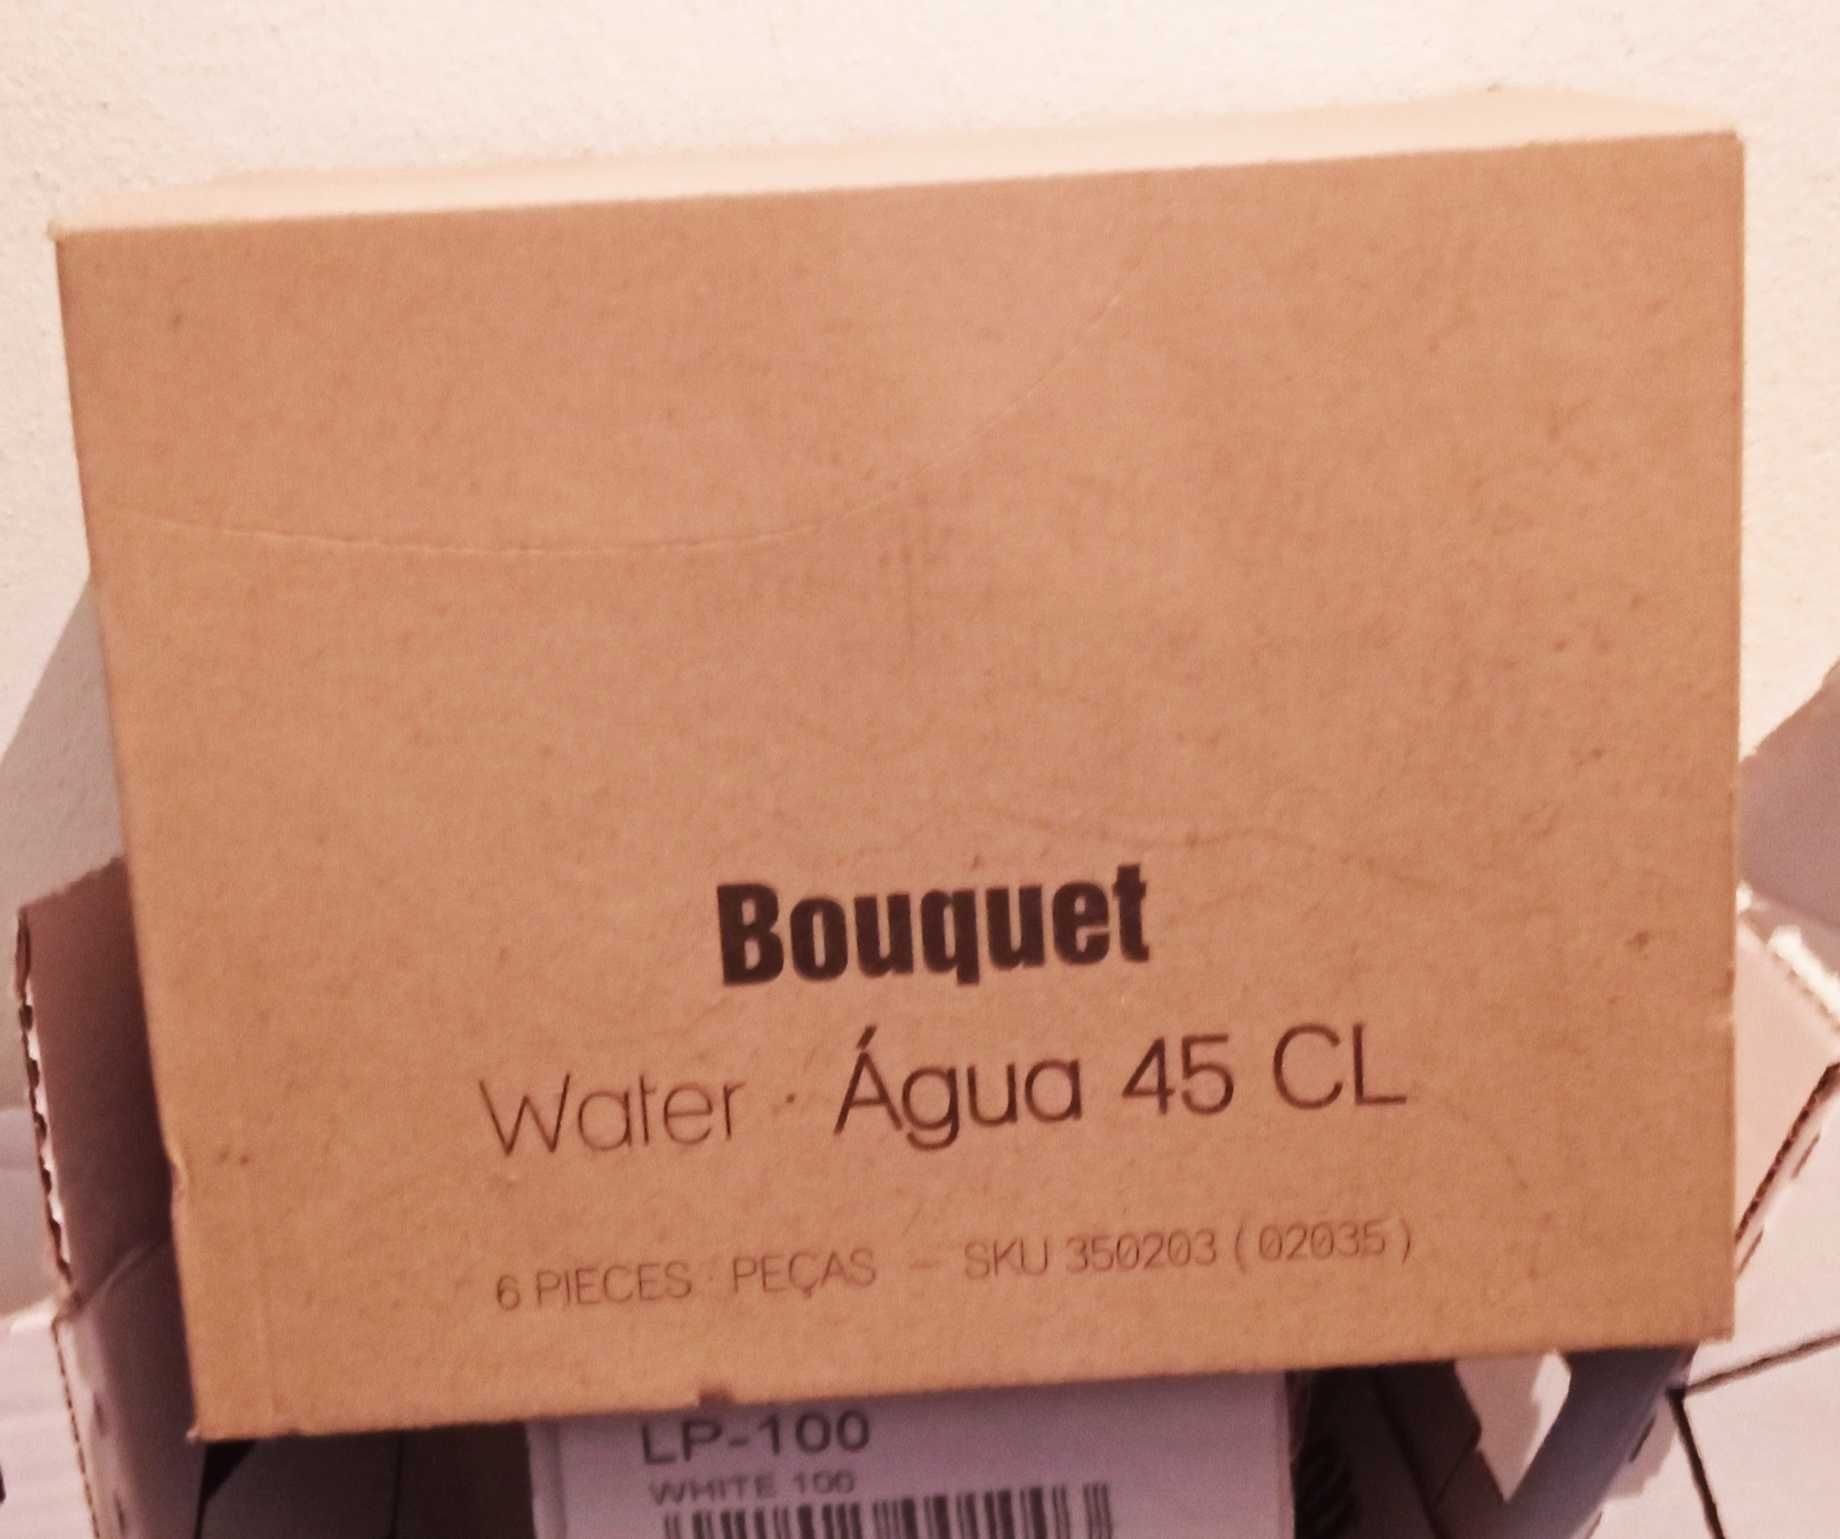 Bouquet
Water · Água 45 CL
6 PIECES · PEÇAS – SKU 350203 (02035)
LP-100
WHITE 100